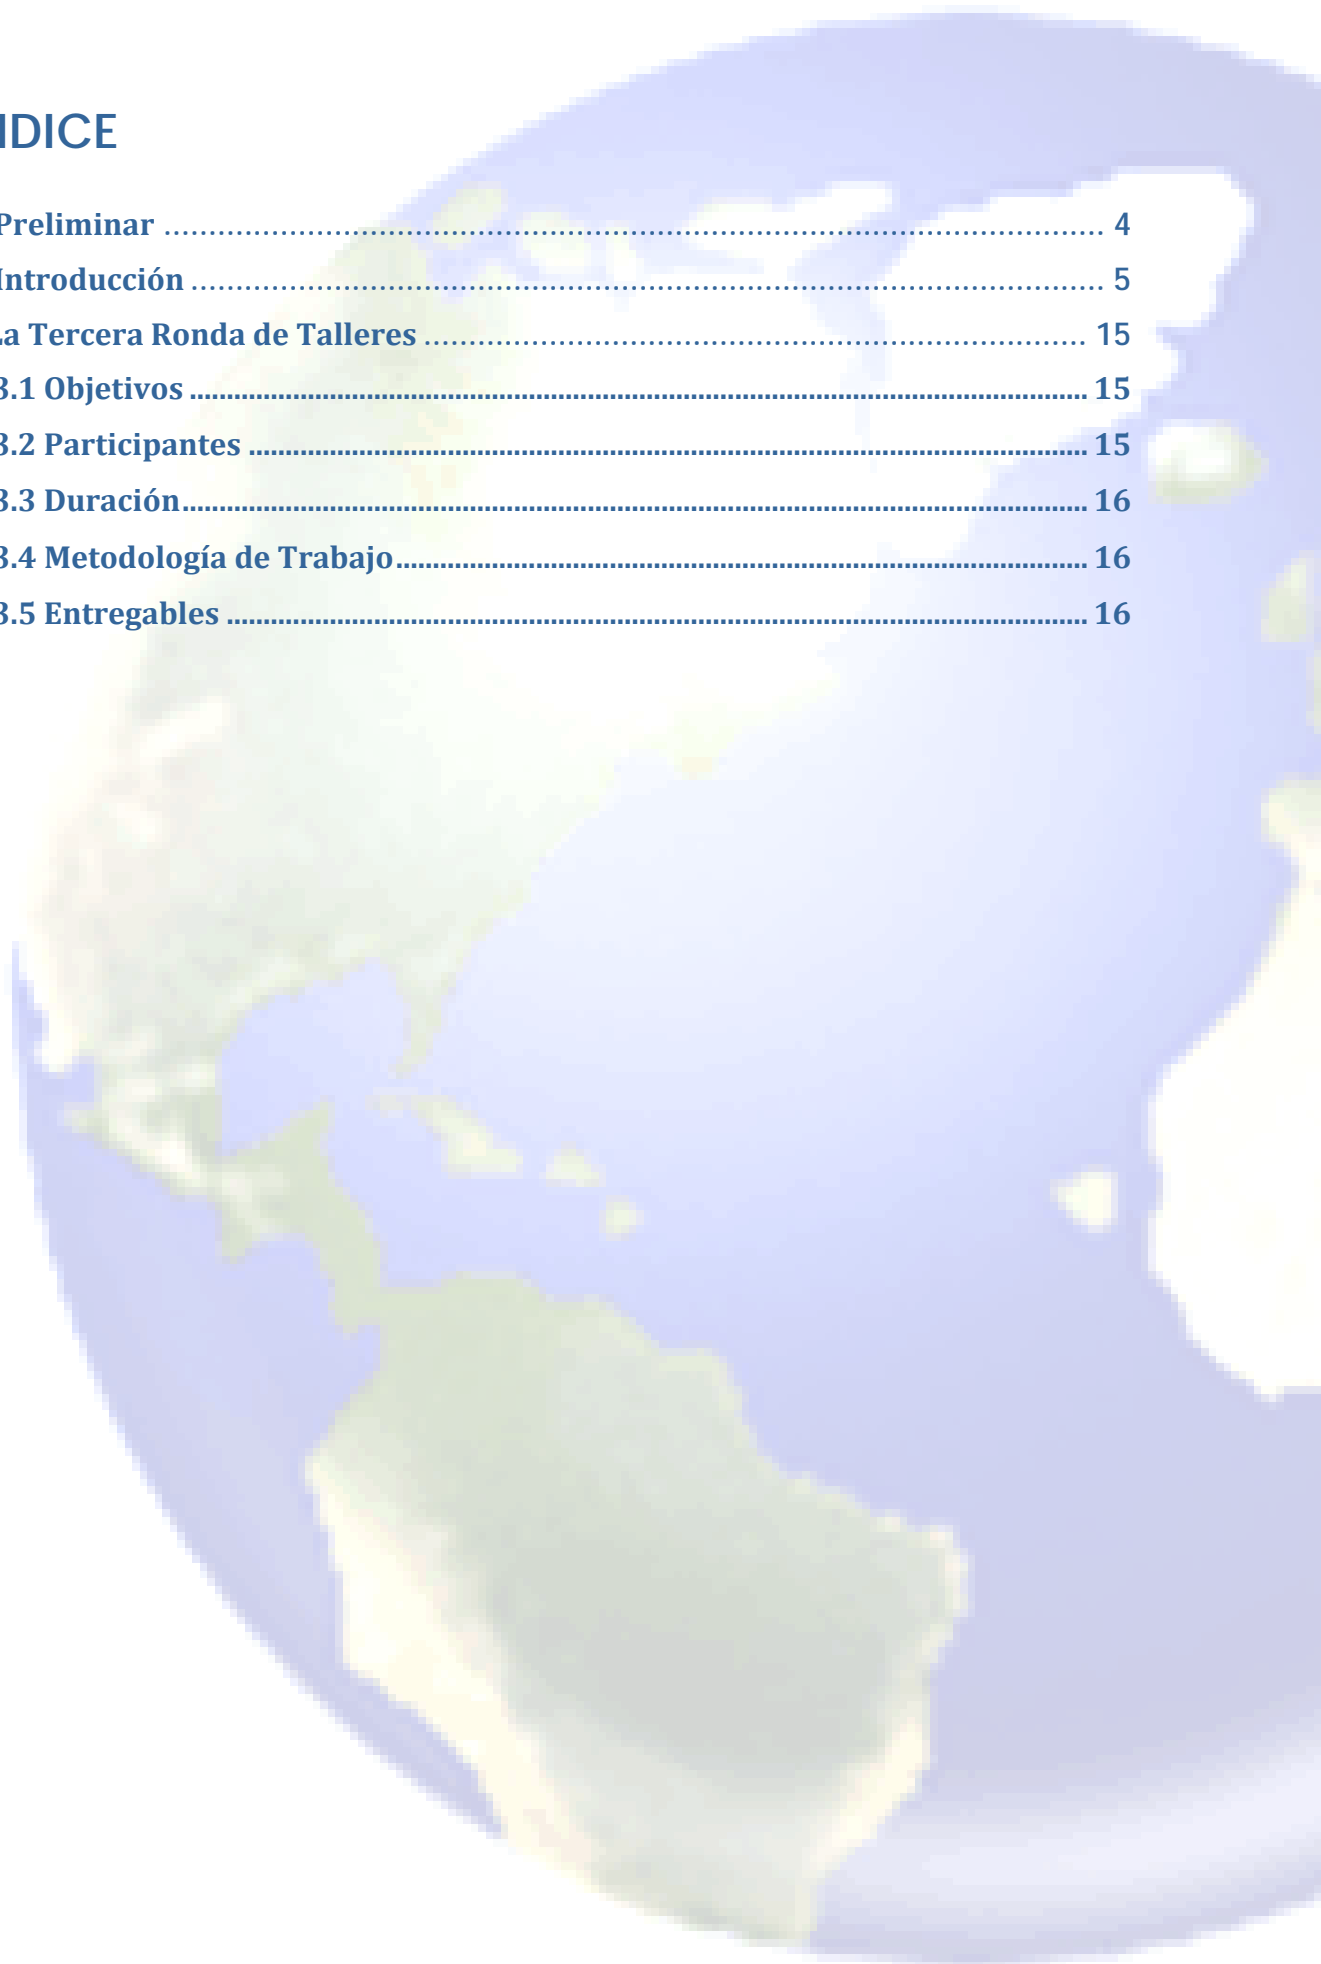 IDICE
Preliminar ........................................................................................................ 4
Introducción ..................................................................................................... 5
La Tercera Ronda de Talleres ......................................................................... 15
3.1 Objetivos ................................................................................................... 15
3.2 Participantes ............................................................................................. 15
3.3 Duración .................................................................................................... 16
3.4 Metodología de Trabajo ............................................................................ 16
3.5 Entregables ............................................................................................... 16